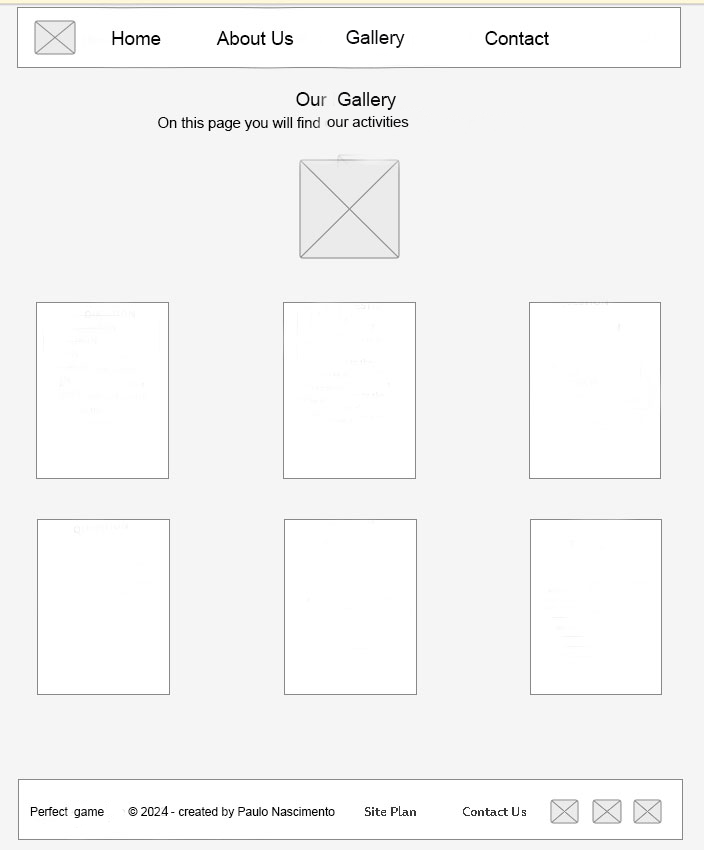 Home About Us Gallery Contact
Our Gallery
On this page you will find our activities
Perfect game © 2024 - created by Paulo Nascimento Site Plan Contact Us